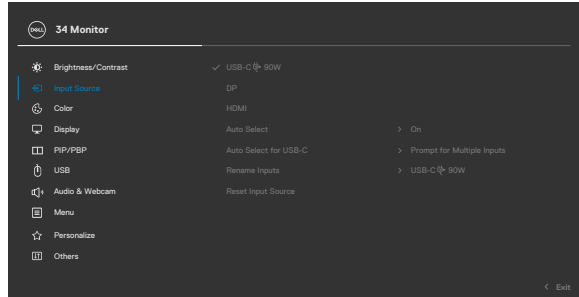 DELL 34 Monitor
Brightness/Contrast ✓ USB-C 90W
Input Source DP
Color HDMI
Display Auto Select > On
PIP/PBP Auto Select for USB-C > Prompt for Multiple Inputs
USB Rename Inputs > USB-C 90W
Audio & Webcam Reset Input Source
Menu
Personalize
Others
< Exit